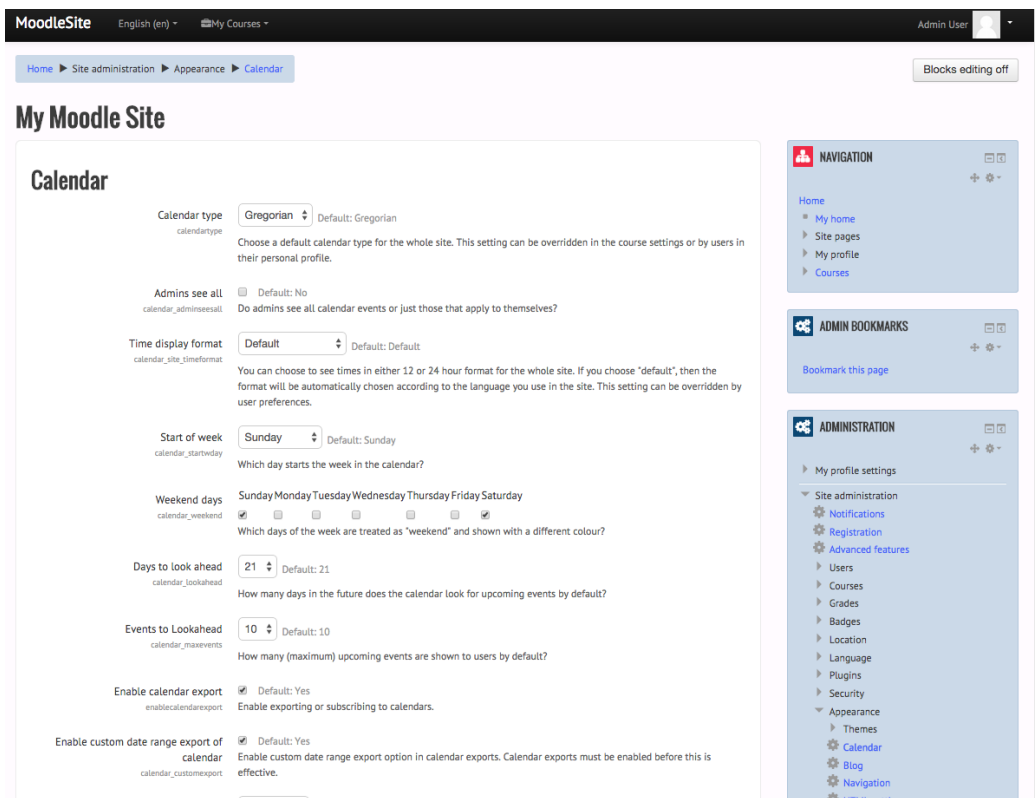 MoodleSite English (en) My Courses Admin User
Home Site administration Appearance Calendar
Blocks editing off
My Moodle Site
Calendar
Calendar type
calendartype
Gregorian Default: Gregorian
Choose a default calendar type for the whole site. This setting can be overridden in the course settings or by users in
their personal profile.
Admins see all
calendar_adminseesall
Default: No
Do admins see all calendar events or just those that apply to themselves?
Time display format
calendar_site_timeformat
Default Default: Default
You can choose to see times in either 12 or 24 hour format for the whole site. If you choose "default", then the
format will be automatically chosen according to the language you use in the site. This setting can be overridden by
user preferences.
Start of week
calendar_startwday
Sunday Default: Sunday
Which day starts the week in the calendar?
Weekend days
calendar_weekend
Sunday Monday Tuesday Wednesday Thursday Friday Saturday
Which days of the week are treated as "weekend" and shown with a different colour?
Days to look ahead
calendar_lookahead
21 Default: 21
How many days in the future does the calendar look for upcoming events by default?
Events to Lookahead
calendar_maxevents
10 Default: 10
How many (maximum) upcoming events are shown to users by default?
Enable calendar export
enablecalendarexport
Default: Yes
Enable exporting or subscribing to calendars.
Enable custom date range export of
calendar
calendar_customexport
Default: Yes
Enable custom date range export option in calendar exports. Calendar exports must be enabled before this is
effective.
NAVIGATION
Home
My home
Site pages
My profile
Courses
ADMIN BOOKMARKS
Bookmark this page
ADMINISTRATION
My profile settings
Site administration
Notifications
Registration
Advanced features
Users
Courses
Grades
Badges
Location
Language
Plugins
Security
Appearance
Themes
Calendar
Blog
Navigation